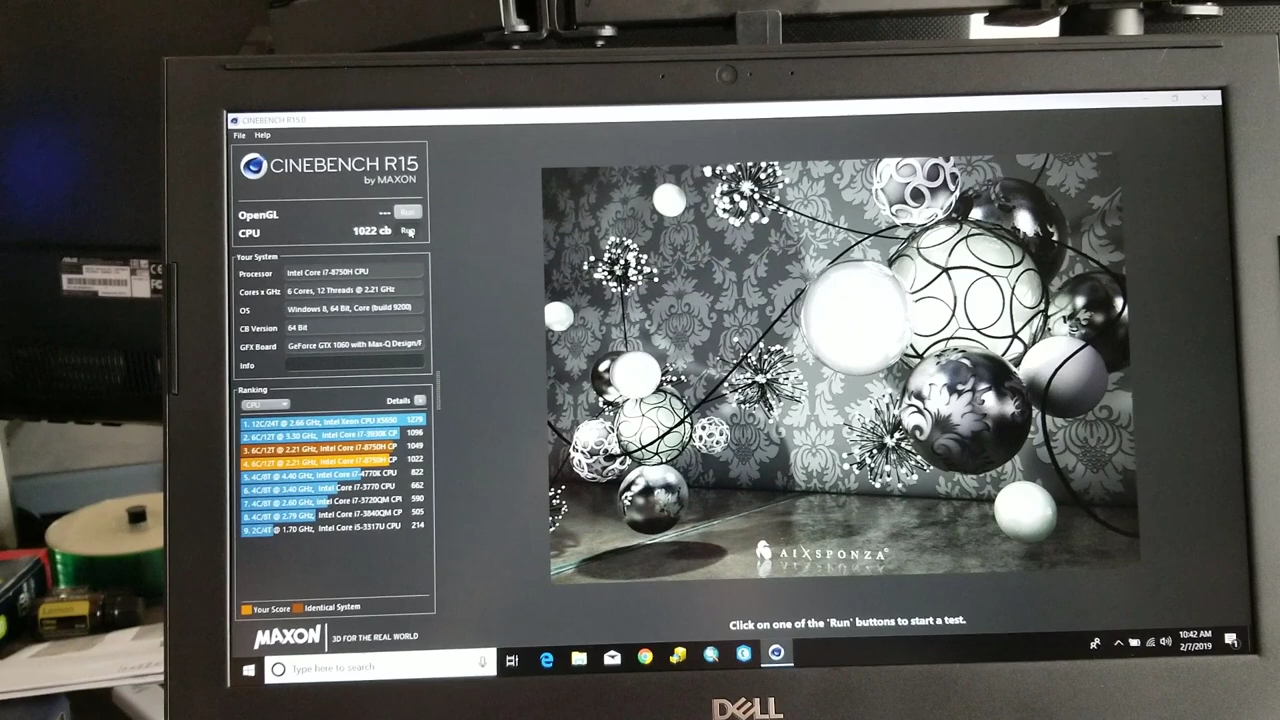 CINEBENCH R15.0
File Help
CINEBENCH R15
by MAXON
OpenGL --- Run
CPU 1022 cb Run
Your System
Processor Intel Core i7-8750H CPU
Cores x GHz 6 Cores, 12 Threads @ 2.21 GHz
OS Windows 8, 64 Bit, Core (build 9200)
CB Version 64 Bit
GFX Board GeForce GTX 1060 with Max-Q Design/F
Info
Ranking
CPU Details
1. 12C/24T @ 2.66 GHz, Intel Xeon CPU X5650 1279
2. 6C/12T @ 3.30 GHz, Intel Core i7-3930K CP 1096
3. 6C/12T @ 2.21 GHz, Intel Core i7-8750H CP 1049
4. 6C/12T @ 2.21 GHz, Intel Core i7-8750H CP 1022
5. 4C/8T @ 4.40 GHz, Intel Core i7-4770K CPU 822
6. 4C/8T @ 3.40 GHz, Intel Core i7-3770 CPU 662
7. 4C/8T @ 2.60 GHz, Intel Core i7-3720QM CPI 590
8. 4C/8T @ 2.79 GHz, Intel Core i7-3840QM CP 505
9. 2C/4T @ 1.70 GHz, Intel Core i5-3317U CPU 214
Your Score Identical System
MAXON 3D FOR THE REAL WORLD
AIXSPONZA
Click on one of the 'Run' buttons to start a test.
Type here to search
10:42 AM
2/7/2019
DELL
ASUS
Lemon